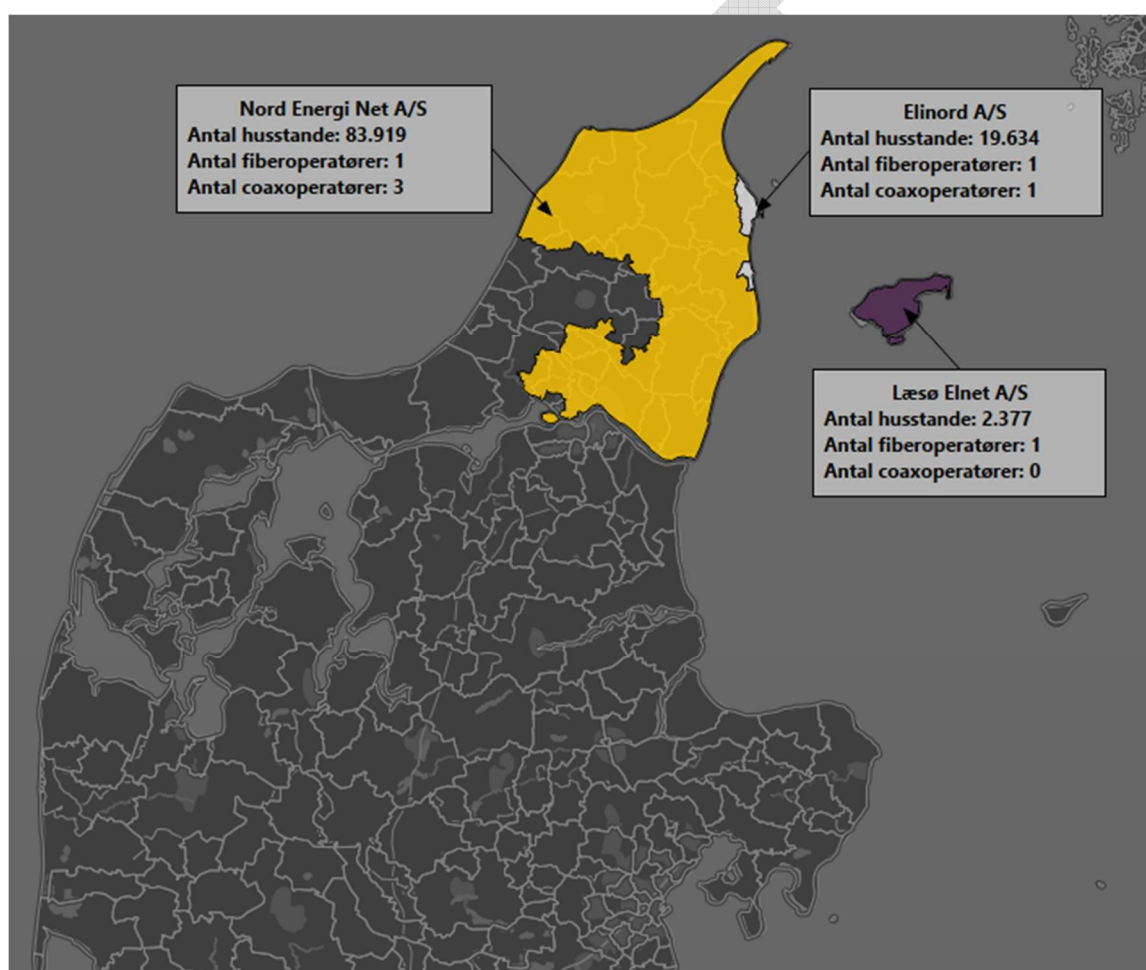 Nord Energi Net A/S
Antal husstande: 83.919
Antal fiberoperatører: 1
Antal coaxoperatører: 3
Elinord A/S
Antal husstande: 19.634
Antal fiberoperatører: 1
Antal coaxoperatører: 1
Læsø Elnet A/S
Antal husstande: 2.377
Antal fiberoperatører: 1
Antal coaxoperatører: 0